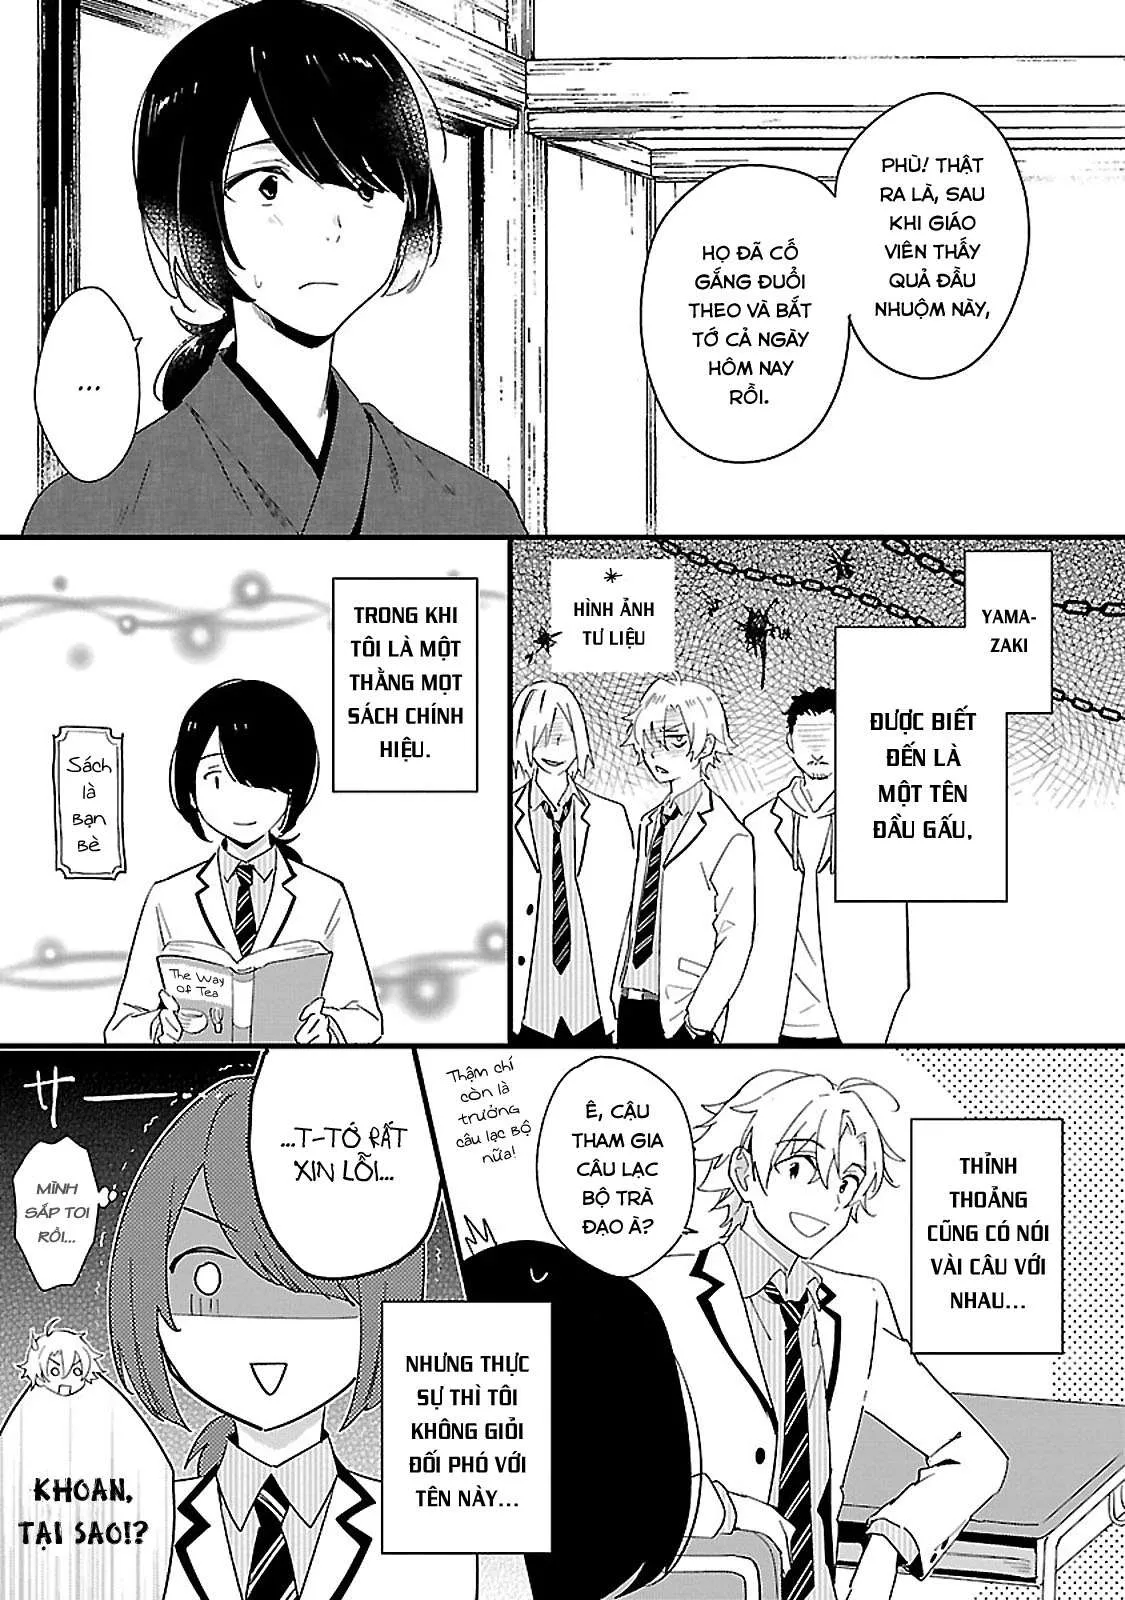 PHÙ! THẬT
RA LÀ, SAU
KHI GIÁO
VIÊN THẤY
QUẢ ĐẦU
NHUỘM NÀY,
HỌ ĐÃ CỐ
GẮNG ĐUỔI
THEO VÀ BẮT
TỚ CẢ NGÀY
HÔM NAY
RỒI.
...
YAMA-
ZAKI
ĐƯỢC BIẾT
ĐẾN LÀ
MỘT TÊN
ĐẦU GẤU,
*
HÌNH ẢNH
TƯ LIỆU
TRONG KHI
TÔI LÀ MỘT
THẰNG MỌT
SÁCH CHÍNH
HIỆU.
Sách
là
Bạn
Bè
The Way
of Tea
THỈNH
THOẢNG
CŨNG CÓ NÓI
VÀI CÂU VỚI
NHAU...
Ê, CẬU
THAM GIA
CÂU LẠC
BỘ TRÀ
ĐẠO À?
Thậm chí
còn là
trưởng
câu lạc bộ
nữa!
NHƯNG THỰC
SỰ THÌ TÔI
KHÔNG GIỎI
ĐỐI PHÓ VỚI
TÊN NÀY...
...T-TỚ RẤT
XIN LỖI...
サー
MÌNH
SẮP TOI
RỒI...
KHOAN,
TẠI SAO!?